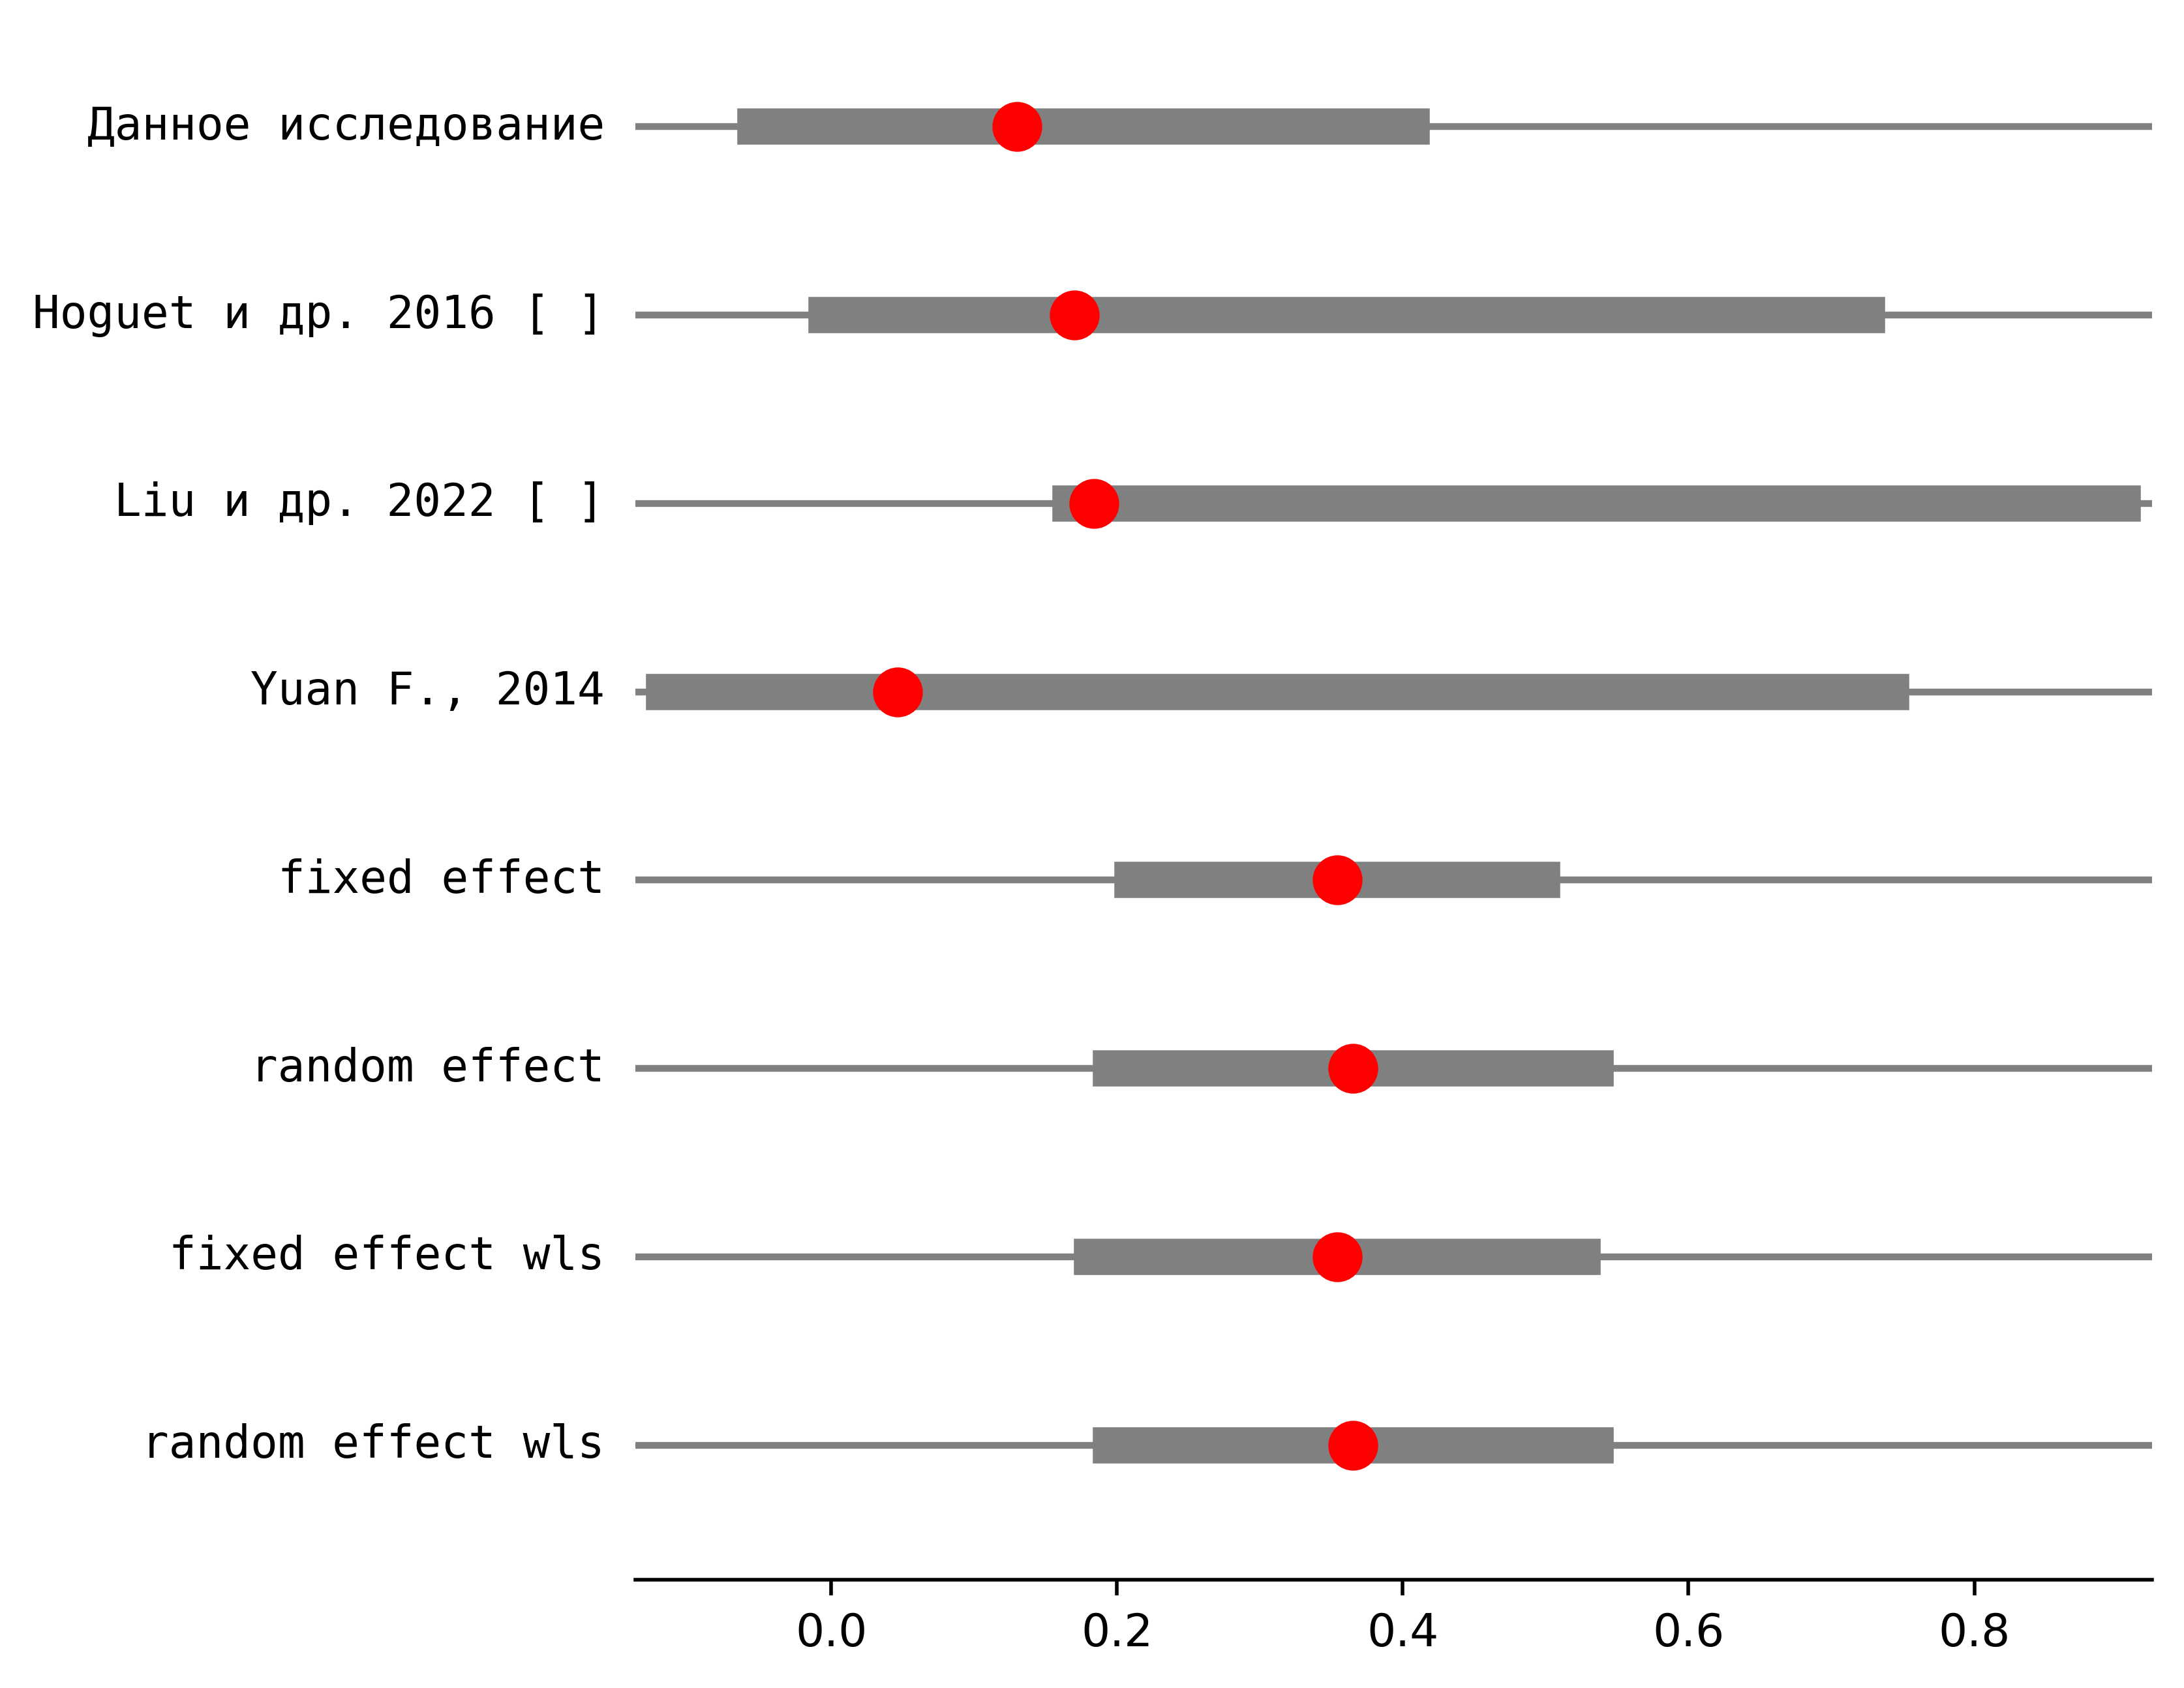 Данное исследование
Hoguet и др. 2016 [ ]
Liu и др. 2022 [ ]
Yuan F., 2014
fixed effect
random effect
fixed effect wls
random effect wls
0.0 0.2 0.4 0.6 0.8